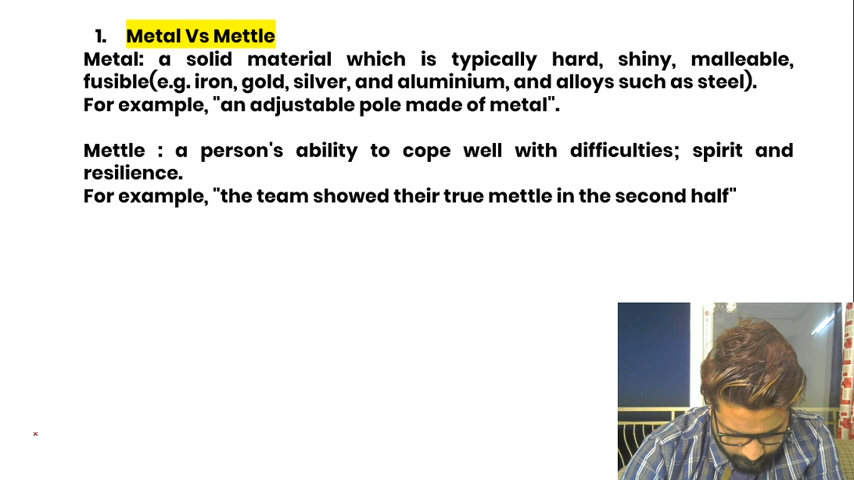 1. Metal Vs Mettle
Metal: a solid material which is typically hard, shiny, malleable,
fusible(e.g. iron, gold, silver, and aluminium, and alloys such as steel).
For example, "an adjustable pole made of metal".
Mettle : a person's ability to cope well with difficulties; spirit and
resilience.
For example, "the team showed their true mettle in the second half"